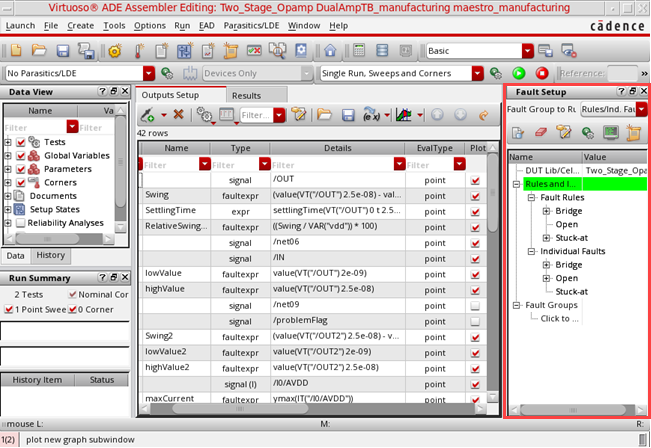 Virtuoso® ADE Assembler Editing: Two_Stage_Opamp DualAmpTB_manufacturing maestro_manufacturing
Launch File Create Tools Options Run EAD Parasitics/LDE Window Help cādence
Basic
No Parasitics/LDE Devices Only Single Run, Sweeps and Corners Reference:
Data View
Name Va
Filter Filter
Tests
Global Variables
Parameters
Corners
Documents
Setup States
Reliability Analyses
Data History
Run Summary
2 Tests Nominal Cor
1 Point Swee 0 Corner
History Item Status
Outputs Setup Results
Filter...
42 rows
Name Type Details EvalType Plot
Filter Filter Filter Filter
signal /OUT point
Swing faultexpr (value(VT("/OUT") 2.5e-08) - val... point
SettlingTime expr settlingTime(VT("/OUT") 0 t 2.5... point
RelativeSwing... faultexpr ((Swing / VAR("vdd")) * 100) point
signal /net06 point
signal /IN point
lowValue faultexpr value(VT("/OUT") 2e-09) point
highValue faultexpr value(VT("/OUT") 2.5e-08) point
signal /net09 point
signal /problemFlag point
Swing2 faultexpr (value(VT("/OUT2") 2.5e-08) - v... point
lowValue2 faultexpr value(VT("/OUT2") 2e-09) point
highValue2 faultexpr value(VT("/OUT2") 2.5e-08) point
signal (I) /I0/AVDD point
maxCurrent faultexpr ymax(IT("/I0/AVDD")) point
Fault Setup
Fault Group to Ru Rules/Ind. Fau
Name Value
DUT Lib/Cel... Two_Stage_Opa
Rules and I...
Fault Rules
Bridge
Open
Stuck-at
Individual Faults
Bridge
Open
Stuck-at
Fault Groups
Click to ...
mouse L: M: R:
1(2) plot new graph subwindow